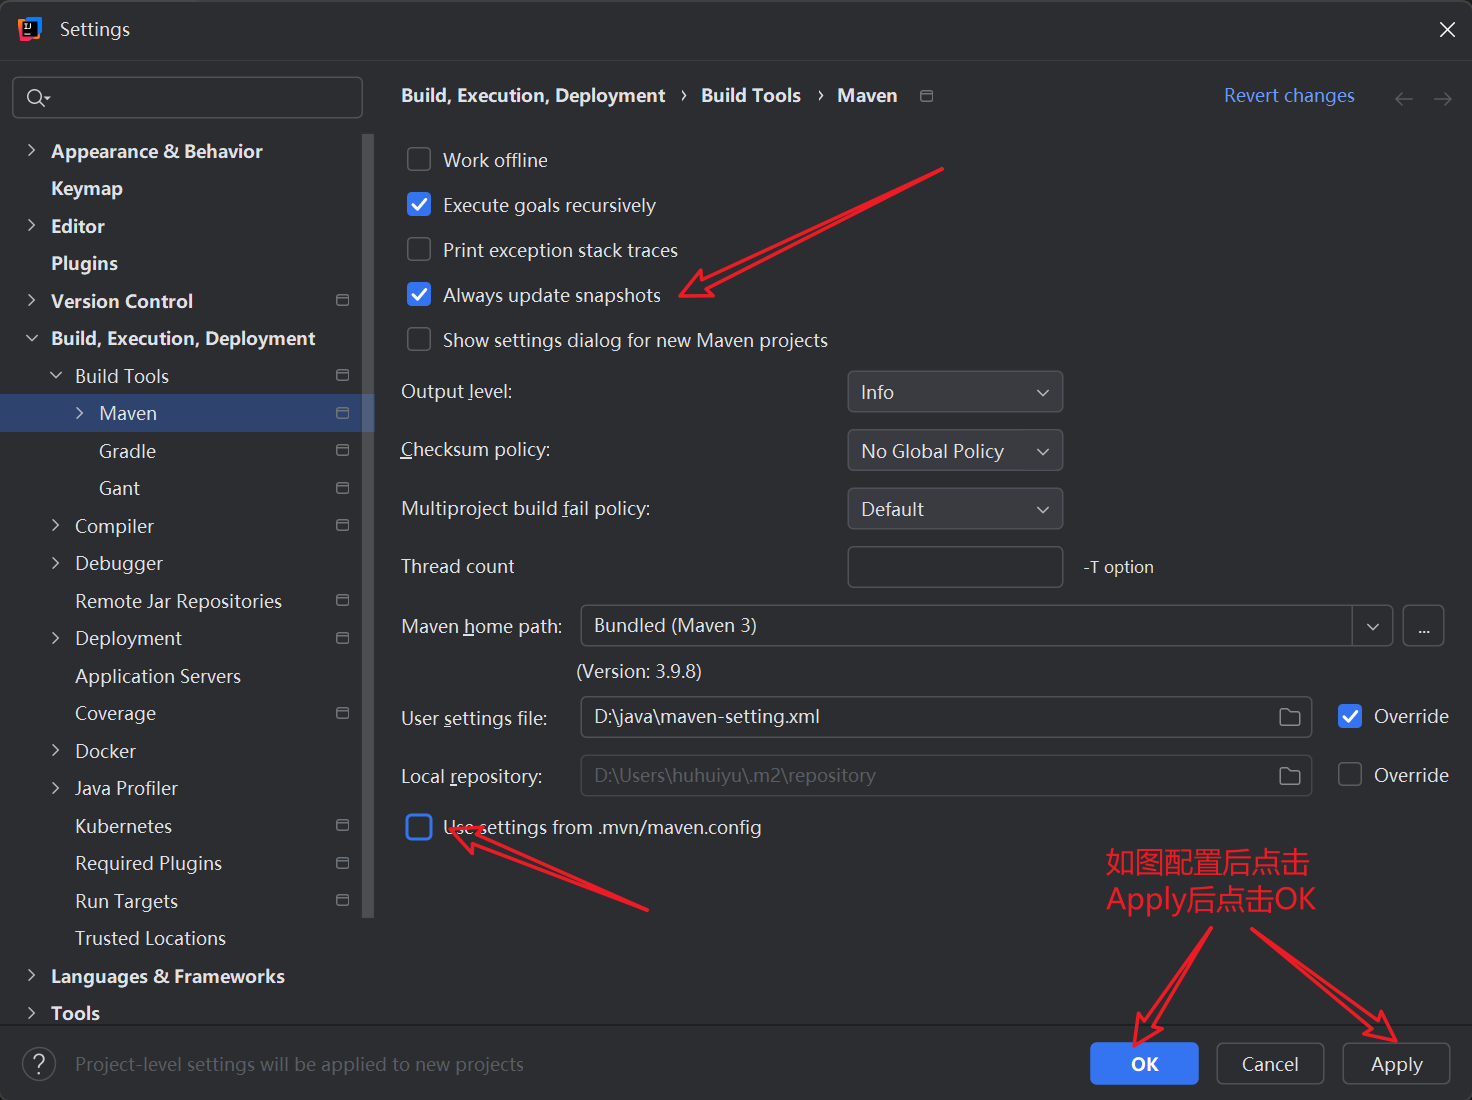 Settings
Build, Execution, Deployment › Build Tools › Maven
Revert changes
Appearance & Behavior
Keymap
Editor
Plugins
Version Control
Build, Execution, Deployment
Build Tools
Maven
Gradle
Gant
Compiler
Debugger
Remote Jar Repositories
Deployment
Application Servers
Coverage
Docker
Java Profiler
Kubernetes
Required Plugins
Run Targets
Trusted Locations
Languages & Frameworks
Tools
Work offline
Execute goals recursively
Print exception stack traces
Always update snapshots
Show settings dialog for new Maven projects
Output level: Info
Checksum policy: No Global Policy
Multiproject build fail policy: Default
Thread count -T option
Maven home path: Bundled (Maven 3) ...
(Version: 3.9.8)
User settings file: D:\java\maven-setting.xml Override
Local repository: D:\Users\huhuiyu\.m2\repository Override
Use settings from .mvn/maven.config
如图配置后点击
Apply后点击OK
? Project-level settings will be applied to new projects
OK Cancel Apply